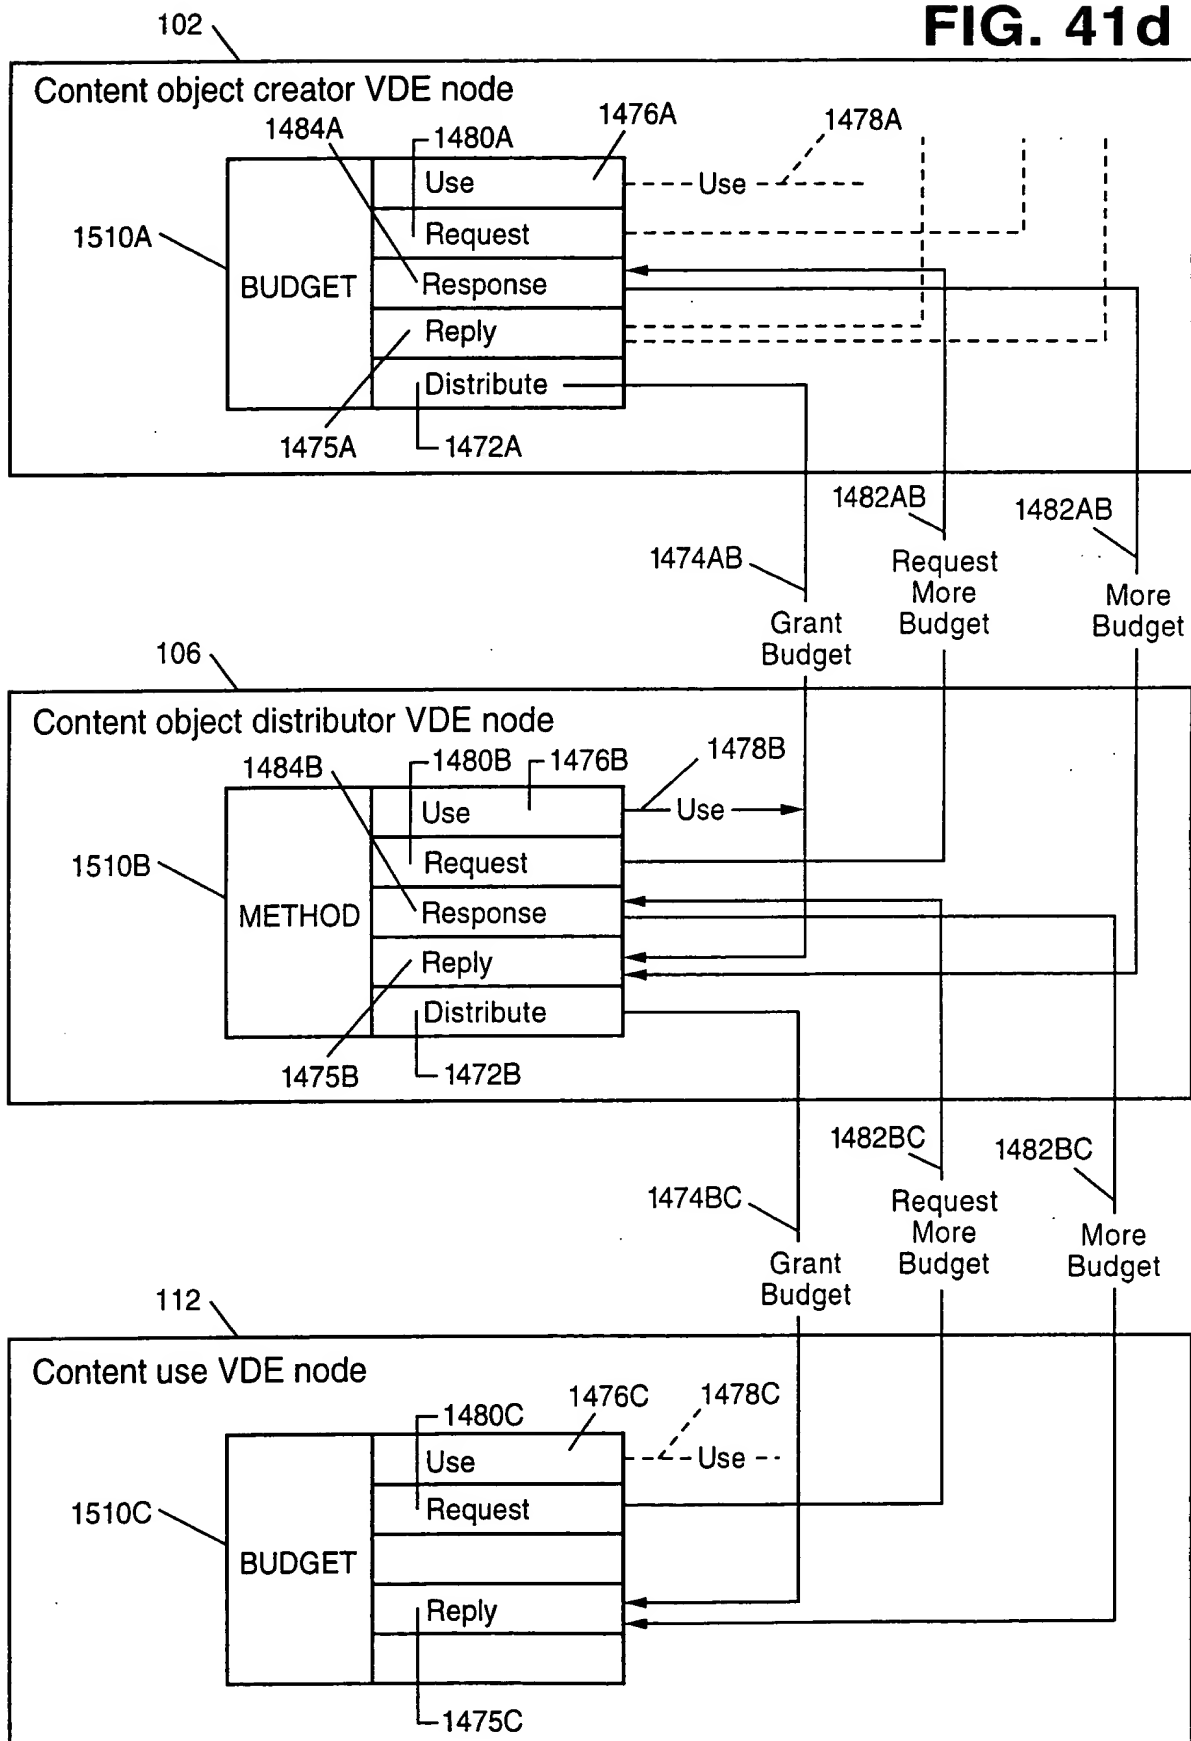 FIG. 41d
102
Content object creator VDE node
1484A
1480A
1476A
1478A
Use
Use
1510A
Request
BUDGET
Response
Reply
Distribute
1475A
1472A
1482AB
1482AB
1474AB
Request
More
Budget
More
Budget
Grant
Budget
106
Content object distributor VDE node
1484B
1480B
1476B
1478B
Use
Use
1510B
Request
METHOD
Response
Reply
Distribute
1475B
1472B
1482BC
1482BC
1474BC
Request
More
Budget
More
Budget
Grant
Budget
112
Content use VDE node
1480C
1476C
1478C
Use
Use
1510C
Request
BUDGET
Reply
1475C